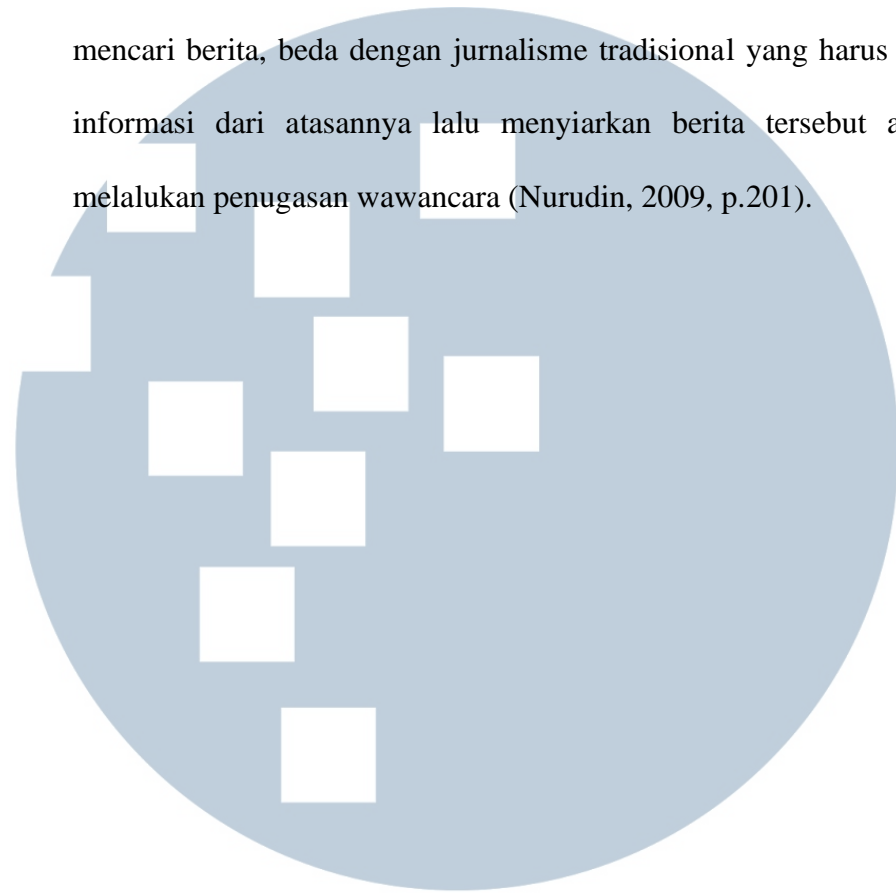 mencari berita, beda dengan jurnalisme tradisional yang harus
informasi dari atasannya lalu menyiarkan berita tersebut
melalukan penugasan wawancara (Nurudin, 2009, p.201).